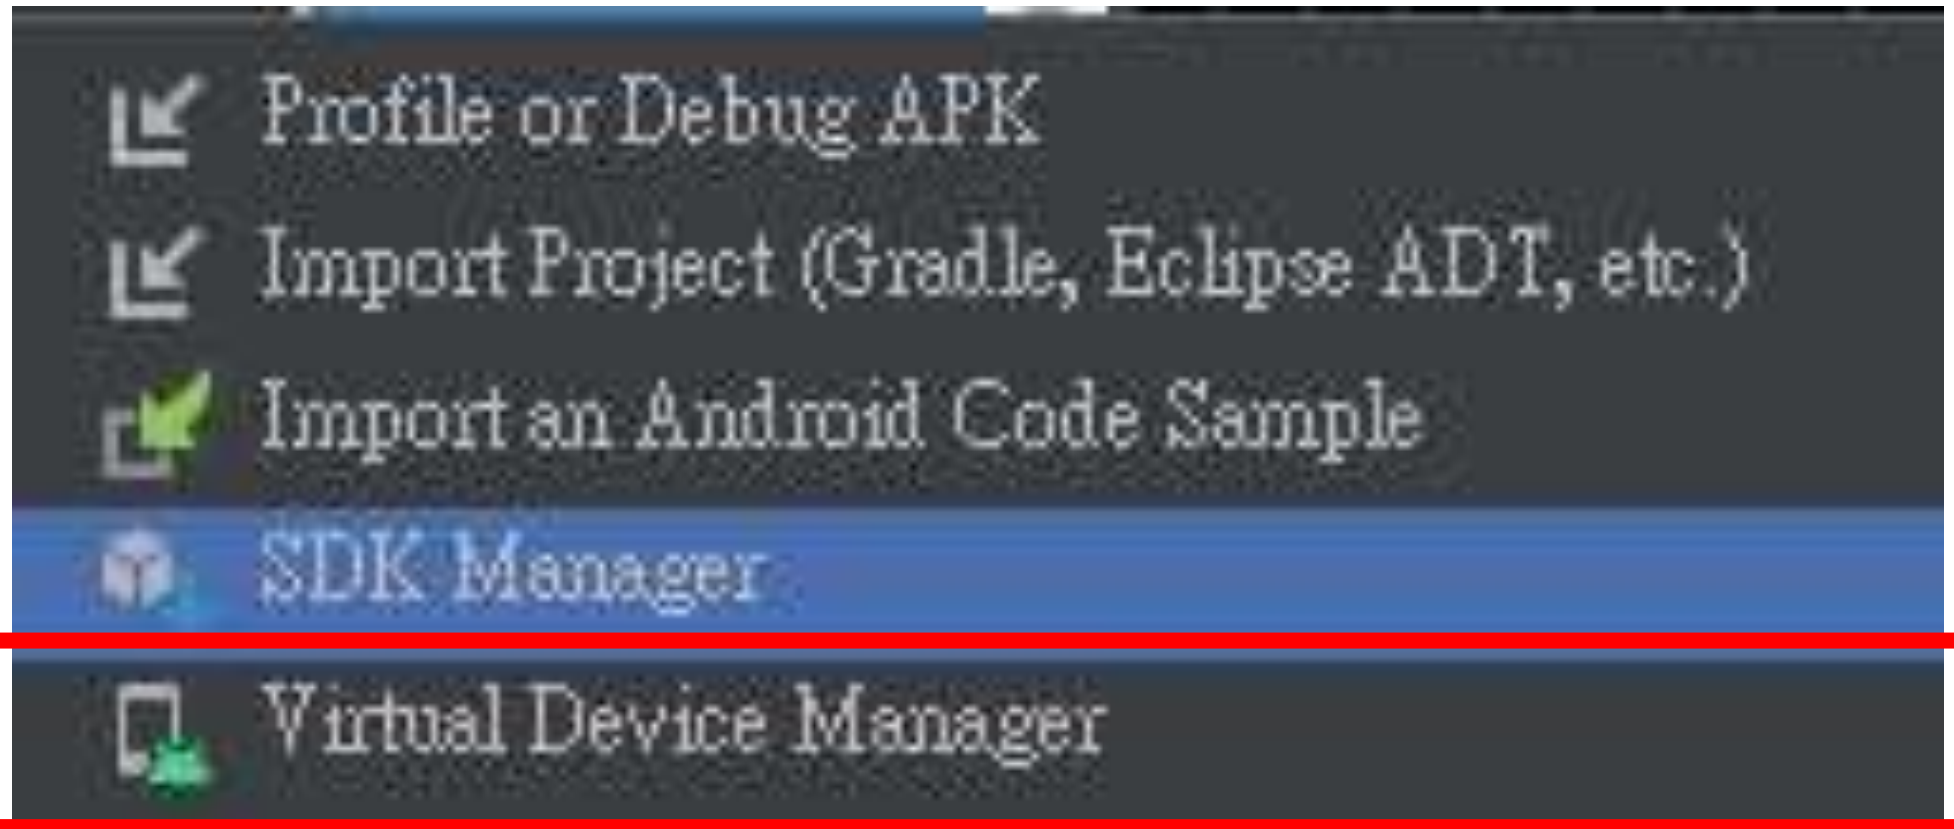 Profile or Debug APK
Import Project (Gradle, Eclipse ADT, etc.)
Import an Android Code Sample
SDK Manager
Virtual Device Manager